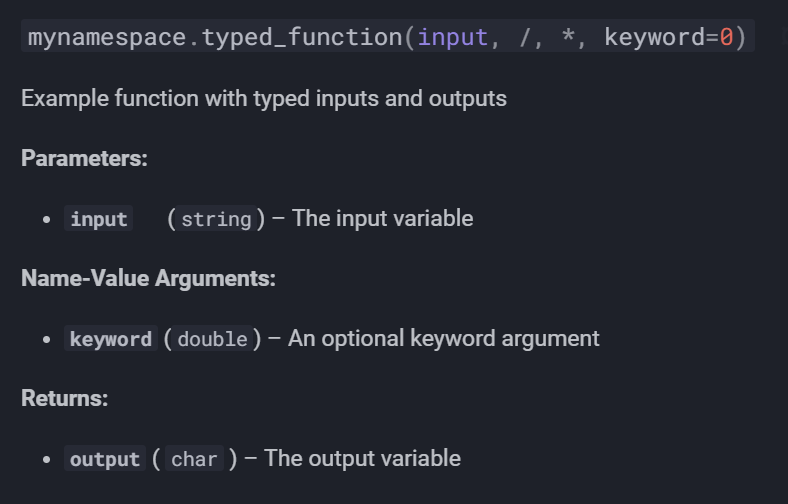 mynamespace.typed_function(input, /, *, keyword=0)
Example function with typed inputs and outputs
Parameters:
• input (string) – The input variable
Name-Value Arguments:
• keyword (double) – An optional keyword argument
Returns:
• output ( char ) – The output variable